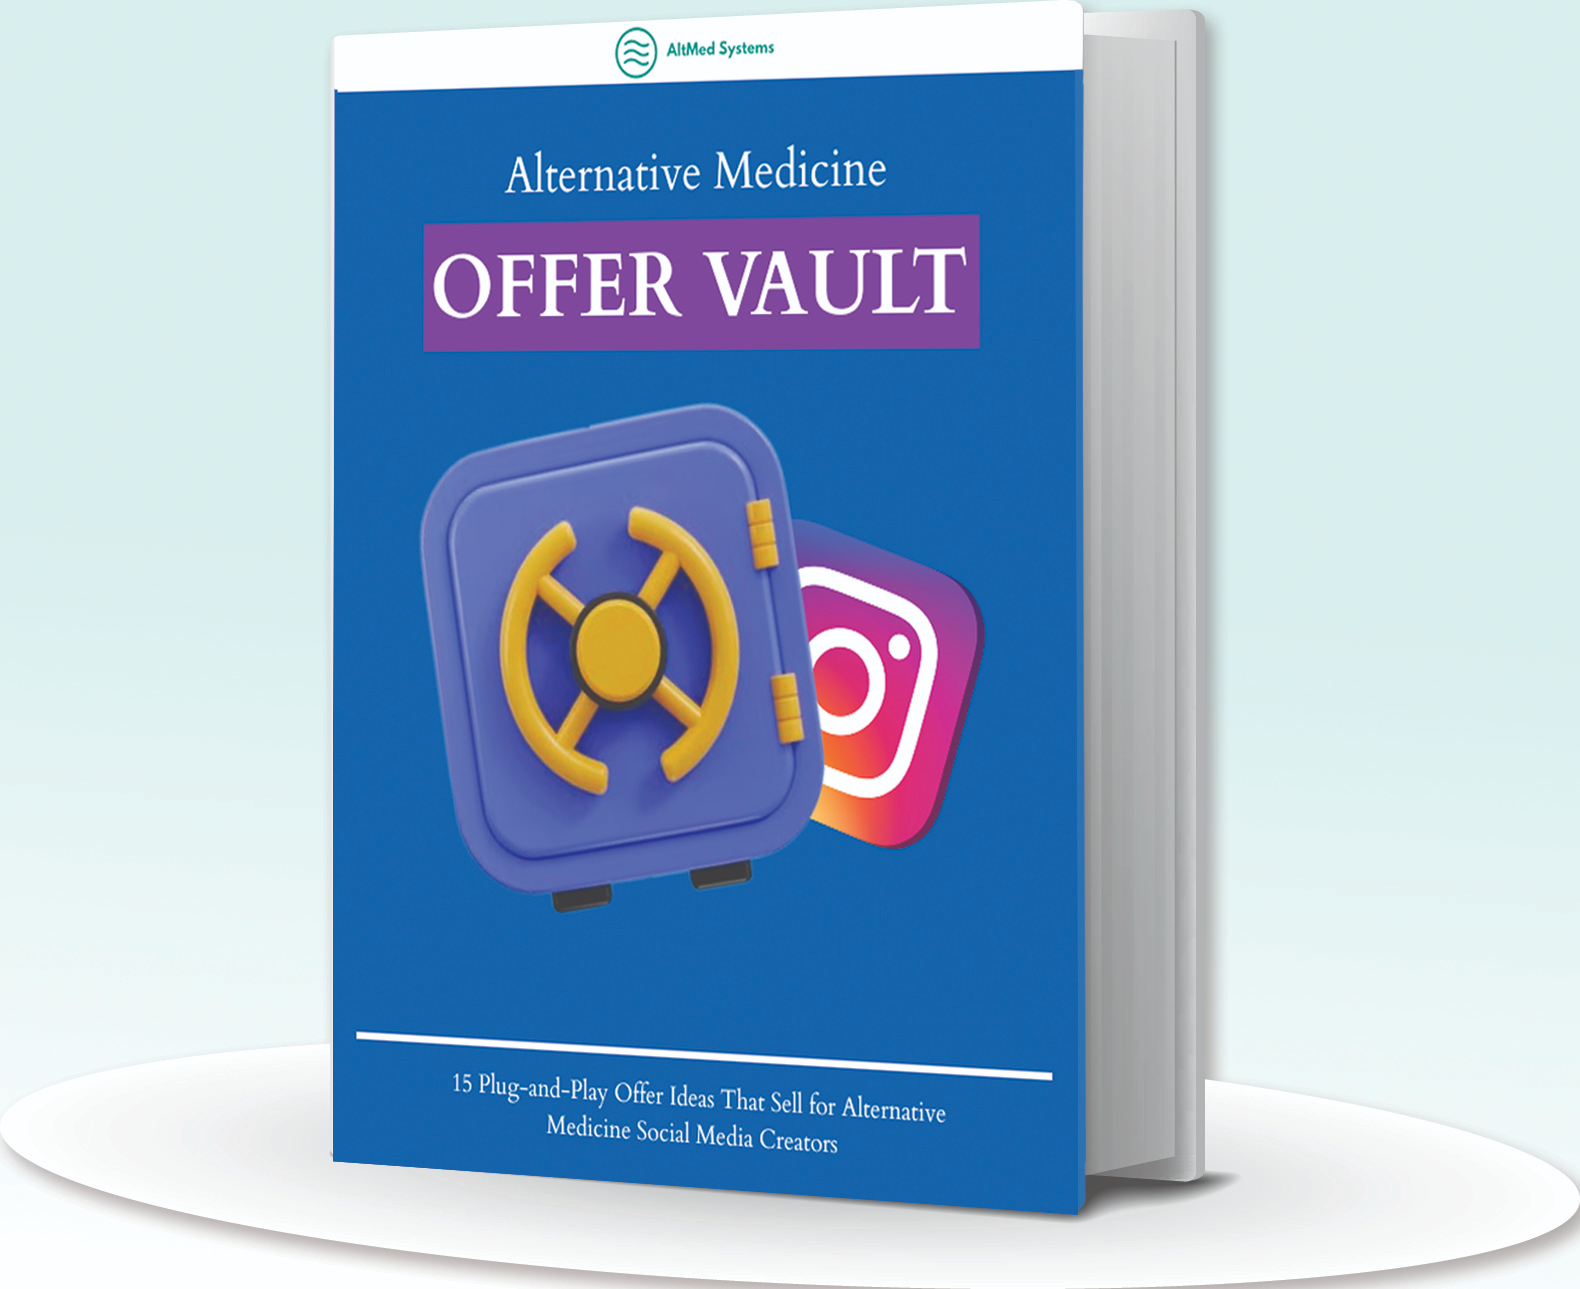 AltMed Systems
Alternative Medicine
OFFER VAULT
15 Plug-and-Play Offer Ideas That Sell for Alternative
Medicine Social Media Creators